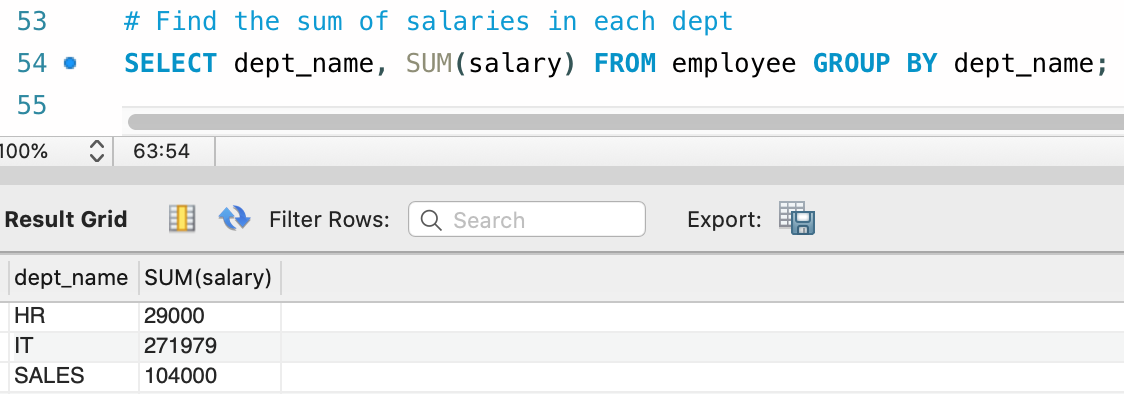 53 # Find the sum of salaries in each dept
54 SELECT dept_name, SUM(salary) FROM employee GROUP BY dept_name;
55
100% 63:54
Result Grid Filter Rows: Search Export:
dept_name SUM(salary)
HR 29000
IT 271979
SALES 104000